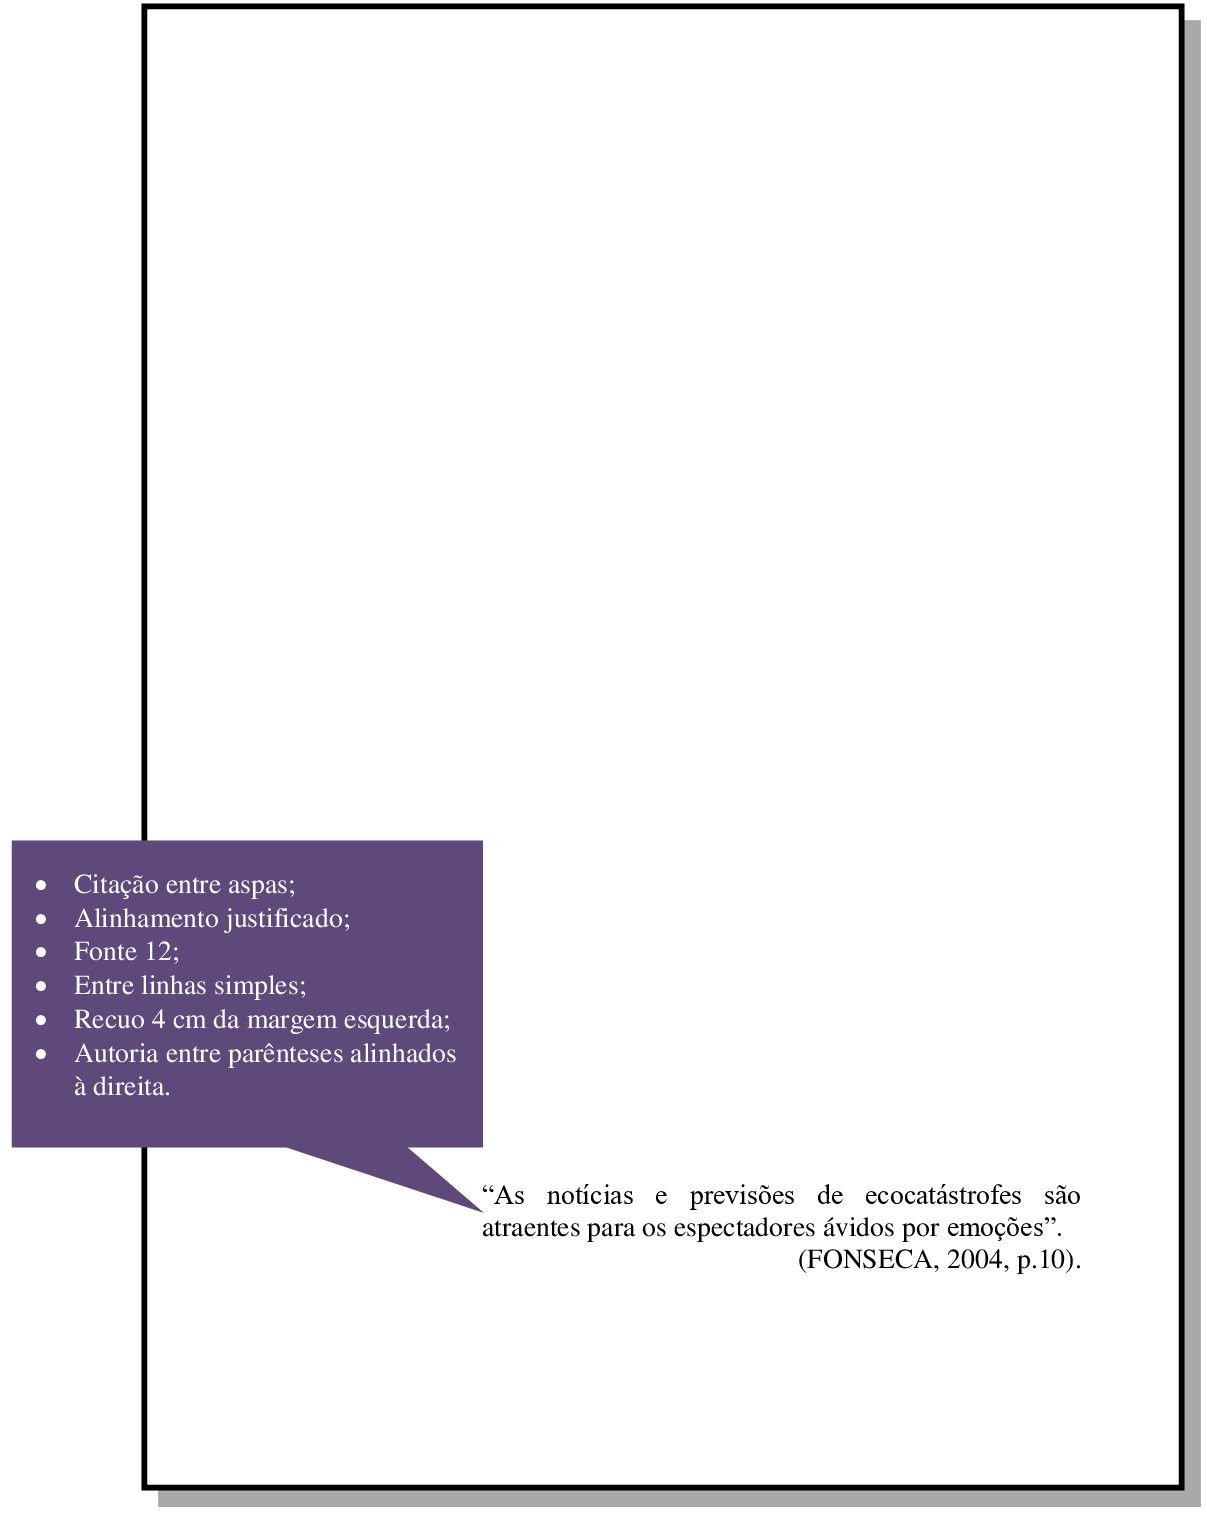 • Citação entre aspas;
• Alinhamento justificado;
• Fonte 12;
• Entre linhas simples;
• Recuo 4 cm da margem esquerda;
• Autoria entre parênteses alinhados
à direita.
“As notícias e previsões de ecocatástrofes são
atraentes para os espectadores ávidos por emoções”.
(FONSECA, 2004, p.10).